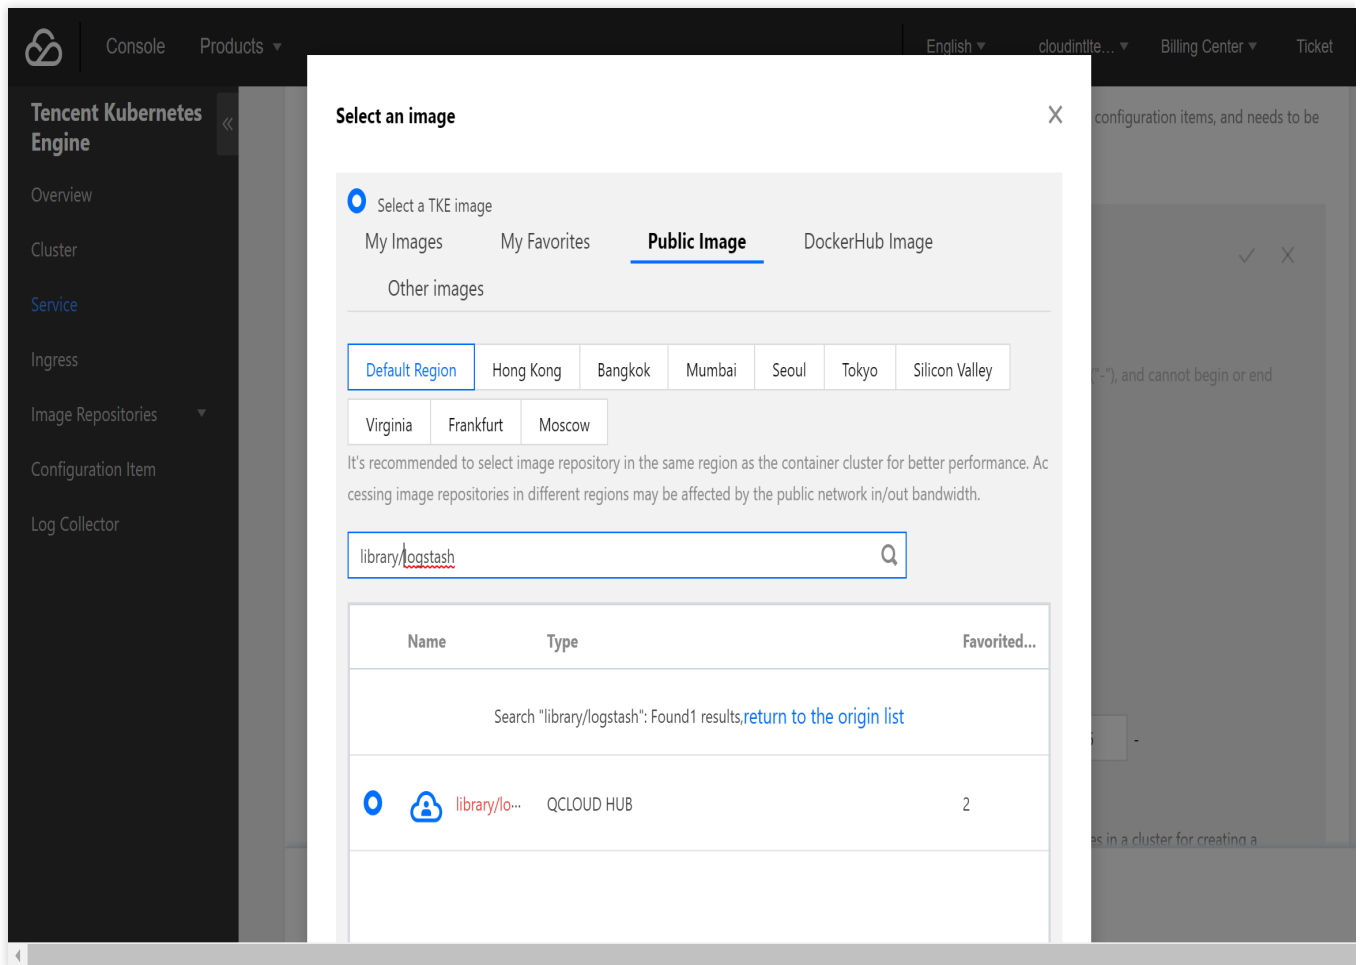 Console Products English cloudintlte... Billing Center Ticket
Tencent Kubernetes
Engine
Overview
Cluster
Service
Ingress
Image Repositories
Configuration Item
Log Collector
Select an image
configuration items, and needs to be
Select a TKE image
My Images My Favorites Public Image DockerHub Image
Other images
Default Region Hong Kong Bangkok Mumbai Seoul Tokyo Silicon Valley
("-"), and cannot begin or end
Virginia Frankfurt Moscow
It's recommended to select image repository in the same region as the container cluster for better performance. Ac
cessing image repositories in different regions may be affected by the public network in/out bandwidth.
library/logstash
Name Type Favorited...
Search "library/logstash": Found1 results,return to the origin list
-
library/lo... QCLOUD HUB 2
es in a cluster for creating a